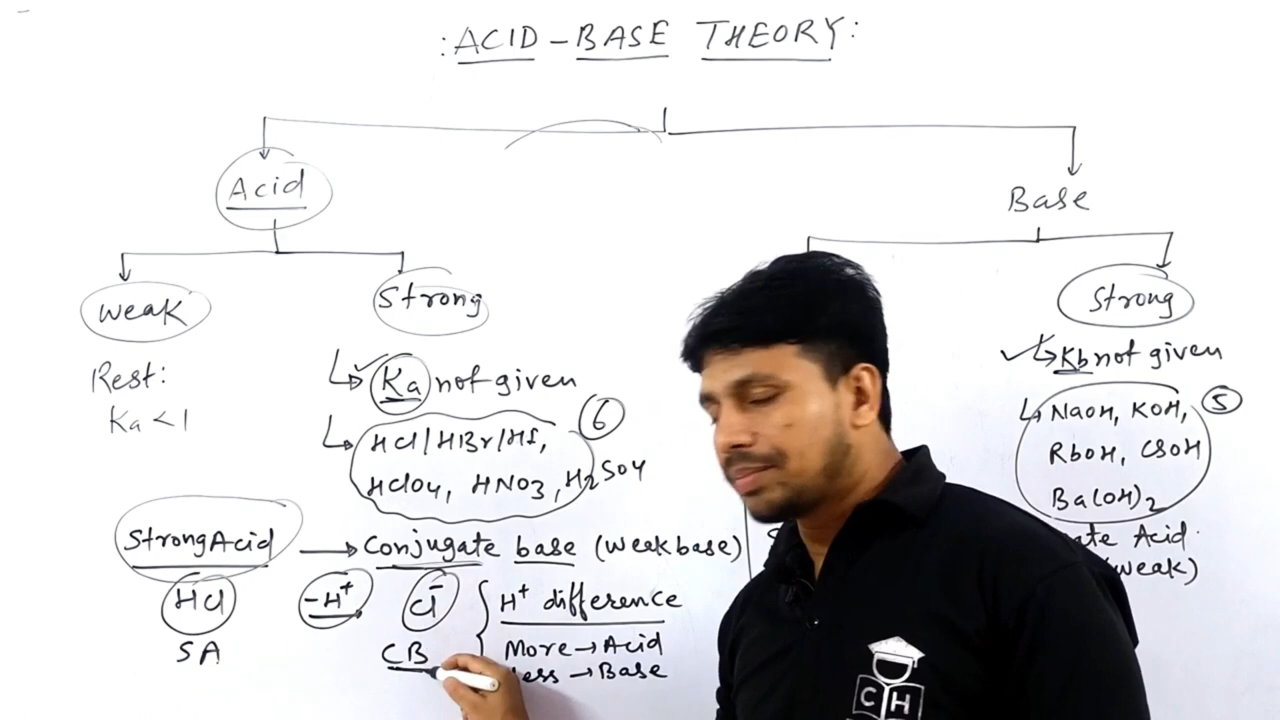 : ACID - BASE THEORY :
Acid
Base
weak
Strong
Strong
Rest:
Ka < 1
Ka not given
HCl / HBr / HI,
HClO4, HNO3, H2SO4
6
Kb not given
NaOH, KOH,
RbOH, CsOH
Ba(OH)2
5
Strong Acid → Conjugate base (weak base)
HCl -H+ Cl-
SA CB
H+ difference
More → Acid
Less → Base
Acid
(weak)
CH